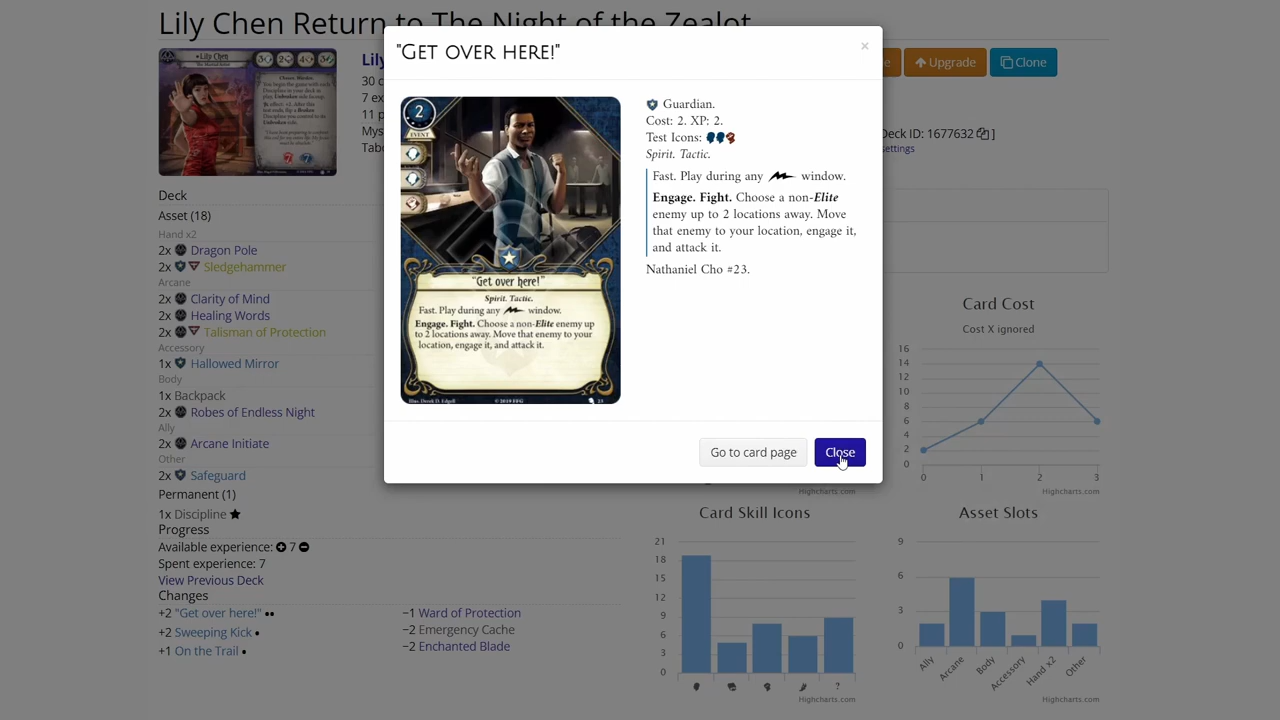 Lily Chen Return to The Night of the Zealot
"Get over here!"
×
Lily Chen
Upgrade
Clone
Deck ID: 1677632
]
settings
2
EVENT
"Get over here!"
Spirit. Tactic.
Fast. Play during any window.
Engage. Fight. Choose a non-Elite enemy up
to 2 locations away. Move that enemy to your
location, engage it, and attack it.
Illus. Derek D. Edgell
© 2019 FFG
23
Guardian.
Cost: 2. XP: 2.
Test Icons:
Spirit. Tactic.
Fast. Play during any window.
Engage. Fight. Choose a non-Elite
enemy up to 2 locations away. Move
that enemy to your location, engage it,
and attack it.
Nathaniel Cho #23.
Go to card page
Close
Deck
Asset (18)
Hand x2
2x Dragon Pole
2x Sledgehammer
Arcane
2x Clarity of Mind
2x Healing Words
2x Talisman of Protection
Accessory
1x Hallowed Mirror
Body
1x Backpack
2x Robes of Endless Night
Ally
2x Arcane Initiate
Other
2x Safeguard
Permanent (1)
1x Discipline
Progress
Available experience: 7
Spent experience: 7
View Previous Deck
Changes
+2 "Get over here!" ••
+2 Sweeping Kick •
+1 On the Trail •
−1 Ward of Protection
−2 Emergency Cache
−2 Enchanted Blade
Card Cost
Cost X ignored
16
14
12
10
8
6
4
2
0
0 1 2 3
Highcharts.com
Highcharts.com
Card Skill Icons
21
18
15
12
9
6
3
0
?
Highcharts.com
Asset Slots
9
6
3
0
Ally
Arcane
Body
Accessory
Hand x2
Other
Highcharts.com